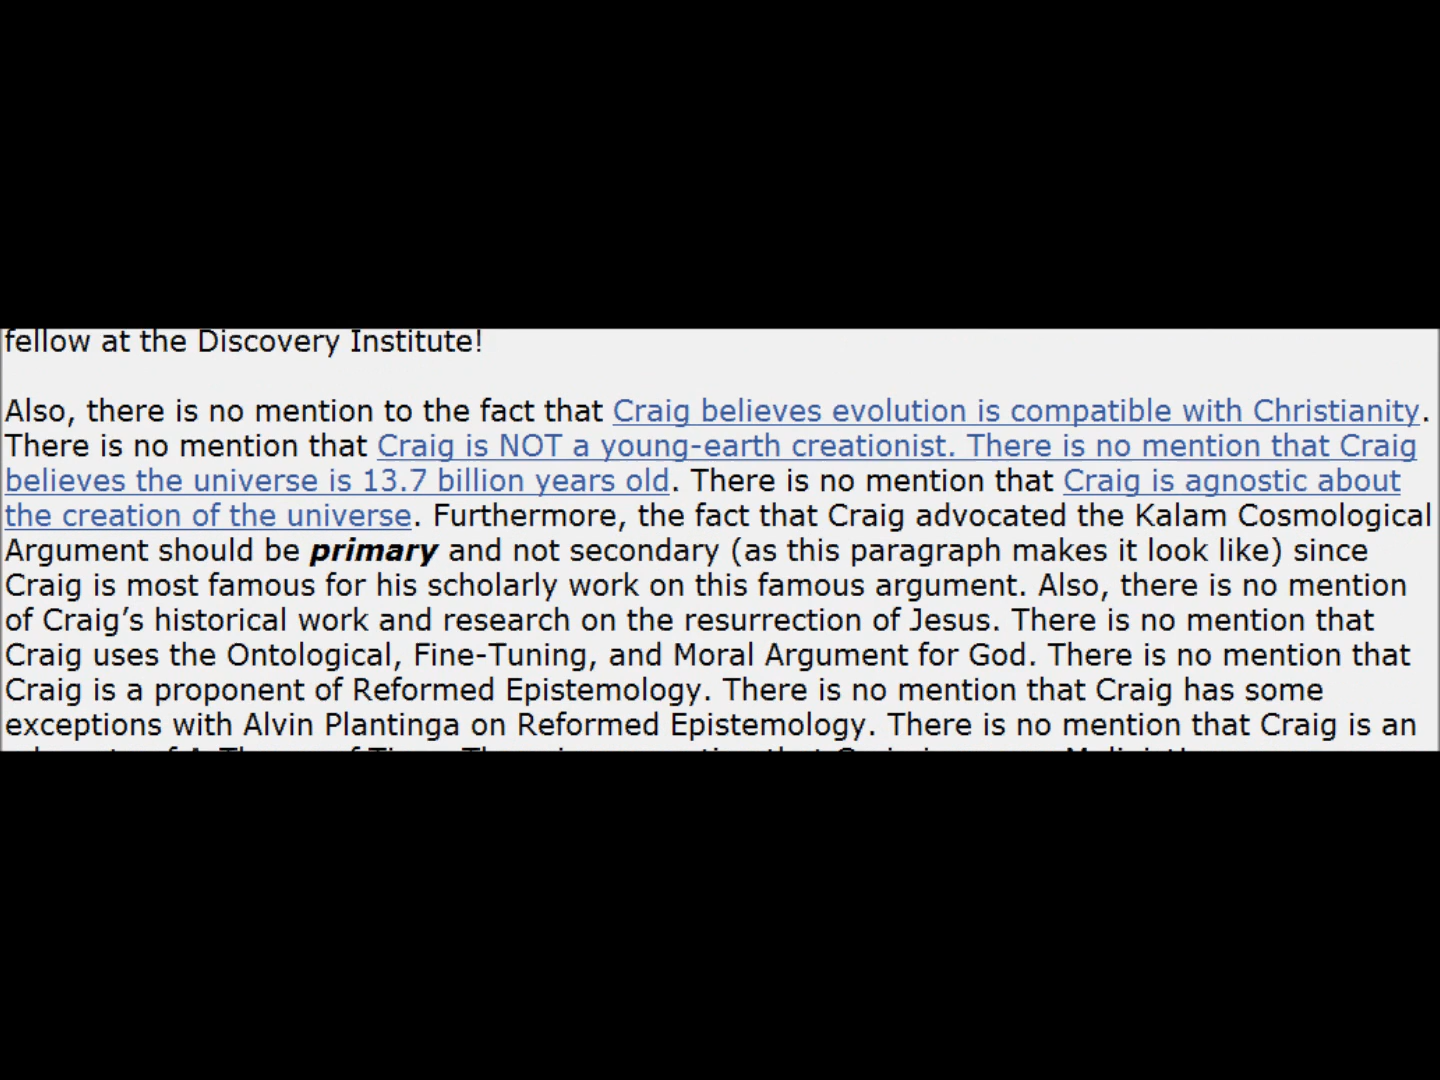 fellow at the Discovery Institute!
Also, there is no mention to the fact that Craig believes evolution is compatible with Christianity.
There is no mention that Craig is NOT a young-earth creationist. There is no mention that Craig
believes the universe is 13.7 billion years old. There is no mention that Craig is agnostic about
the creation of the universe. Furthermore, the fact that Craig advocated the Kalam Cosmological
Argument should be primary and not secondary (as this paragraph makes it look like) since
Craig is most famous for his scholarly work on this famous argument. Also, there is no mention
of Craig’s historical work and research on the resurrection of Jesus. There is no mention that
Craig uses the Ontological, Fine-Tuning, and Moral Argument for God. There is no mention that
Craig is a proponent of Reformed Epistemology. There is no mention that Craig has some
exceptions with Alvin Plantinga on Reformed Epistemology. There is no mention that Craig is an